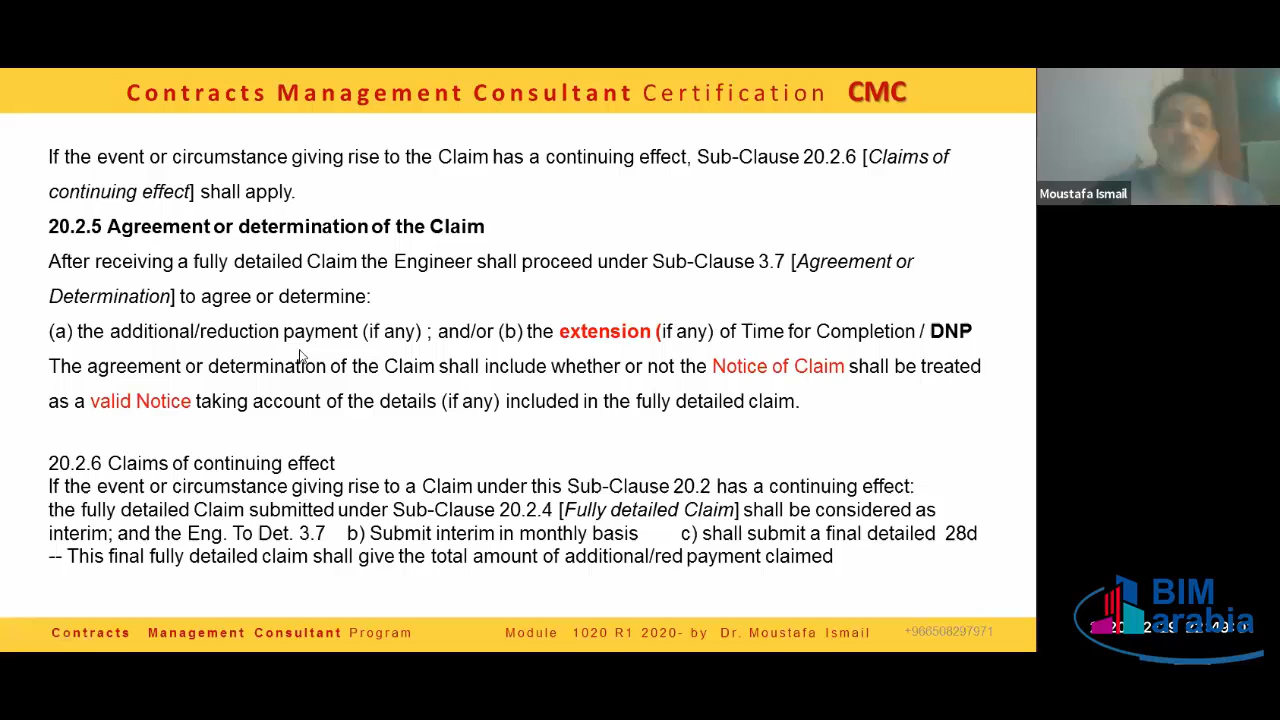 Contracts Management Consultant Certification CMC
If the event or circumstance giving rise to the Claim has a continuing effect, Sub-Clause 20.2.6 [Claims of
continuing effect] shall apply.
20.2.5 Agreement or determination of the Claim
After receiving a fully detailed Claim the Engineer shall proceed under Sub-Clause 3.7 [Agreement or
Determination] to agree or determine:
(a) the additional/reduction payment (if any) ; and/or (b) the extension (if any) of Time for Completion / DNP
The agreement or determination of the Claim shall include whether or not the Notice of Claim shall be treated
as a valid Notice taking account of the details (if any) included in the fully detailed claim.
20.2.6 Claims of continuing effect
If the event or circumstance giving rise to a Claim under this Sub-Clause 20.2 has a continuing effect:
the fully detailed Claim submitted under Sub-Clause 20.2.4 [Fully detailed Claim] shall be considered as
interim; and the Eng. To Det. 3.7 b) Submit interim in monthly basis c) shall submit a final detailed 28d
-- This final fully detailed claim shall give the total amount of additional/red payment claimed
Contracts Management Consultant Program Module 1020 R1 2020- by Dr. Moustafa Ismail +966508297971
Moustafa Ismail
BIM
arabia